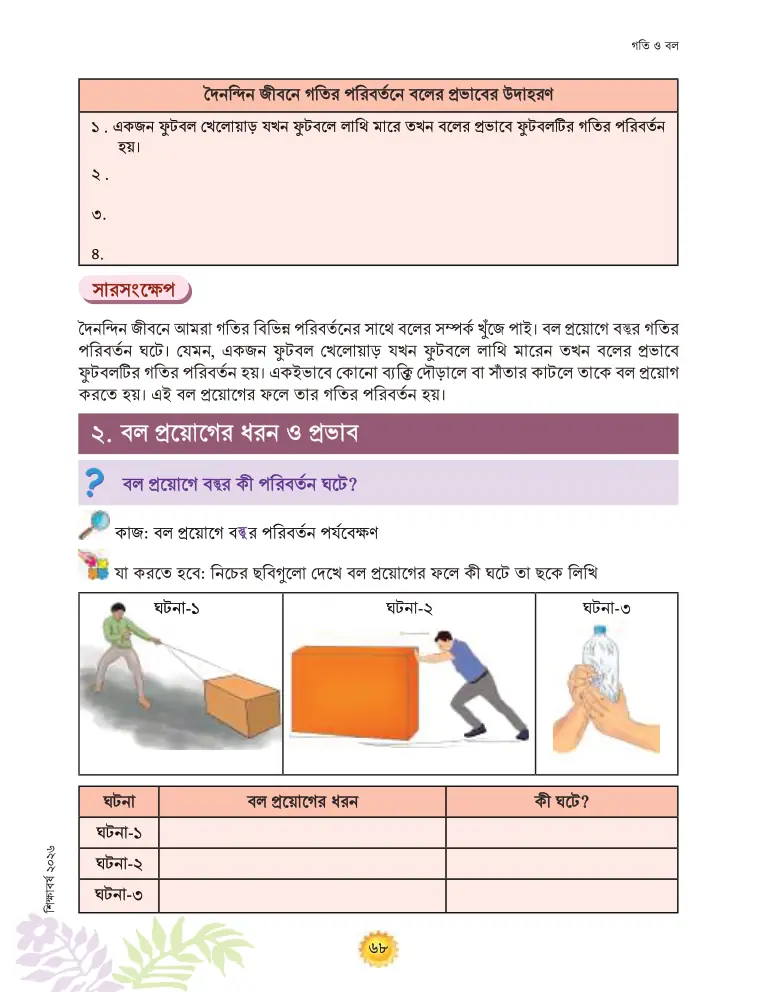 গতি ও বল
দৈনন্দিন জীবনে গতির পরিবর্তনে বলের প্রভাবের উদাহরণ
১ . একজন ফুটবল খেলোয়াড় যখন ফুটবলে লাথি মারে তখন বলের প্রভাবে ফুটবলটির গতির পরিবর্তন
হয়।
২ .
৩.
৪.
সারসংক্ষেপ
দৈনন্দিন জীবনে আমরা গতির বিভিন্ন পরিবর্তনের সাথে বলের সম্পর্ক খুঁজে পাই। বল প্রয়োগে বস্তুর গতির
পরিবর্তন ঘটে। যেমন, একজন ফুটবল খেলোয়াড় যখন ফুটবলে লাথি মারেন তখন বলের প্রভাবে
ফুটবলটির গতির পরিবর্তন হয়। একইভাবে কোনো ব্যক্তি দৌড়ালে বা সাঁতার কাটলে তাকে বল প্রয়োগ
করতে হয়। এই বল প্রয়োগের ফলে তার গতির পরিবর্তন হয়।
২. বল প্রয়োগের ধরন ও প্রভাব
? বল প্রয়োগে বস্তুর কী পরিবর্তন ঘটে?
কাজ: বল প্রয়োগে বস্তুর পরিবর্তন পর্যবেক্ষণ
যা করতে হবে: নিচের ছবিগুলো দেখে বল প্রয়োগের ফলে কী ঘটে তা ছকে লিখি
ঘটনা-১ ঘটনা-২ ঘটনা-৩
ঘটনা বল প্রয়োগের ধরন কী ঘটে?
ঘটনা-১
ঘটনা-২
ঘটনা-৩
শিক্ষাবর্ষ ২০২৬
৬৮